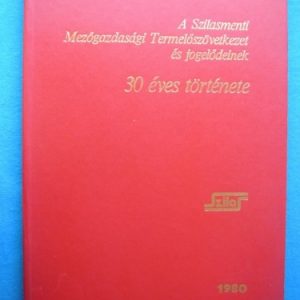 A Szilasmenti
Mezőgazdasági Termelőszövetkezet
és jogelődeinek
30 éves története
Szilas
1980